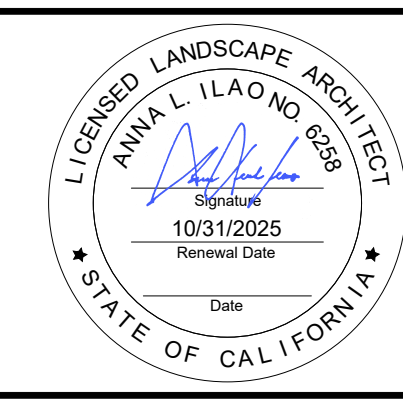 LICENSED LANDSCAPE ARCHITECT
ANNA L. ILAO NO. 6258
Signature
10/31/2025
Renewal Date
Date
STATE OF CALIFORNIA